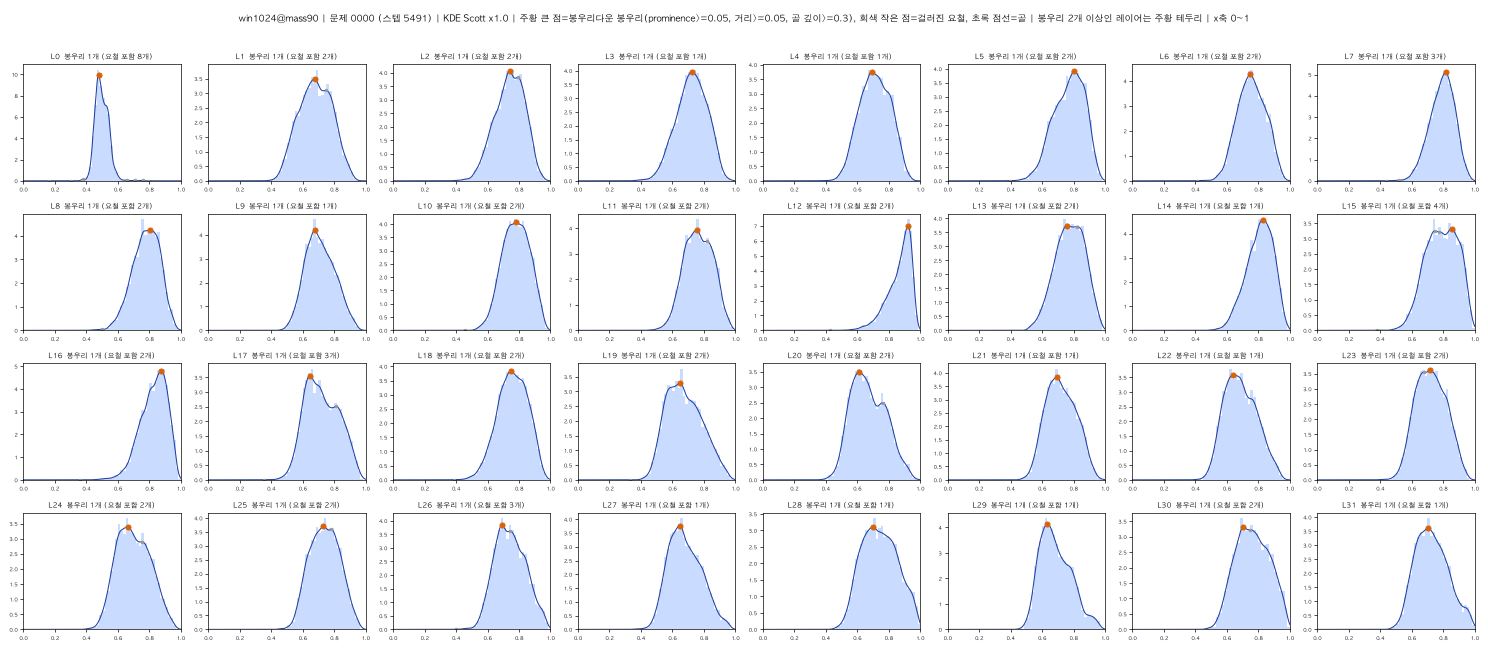 win1024@mass90 | 문제 0000 (스텝 5491) | KDE Scott x1.0 | 주황 큰 점=봉우리다운 봉우리(prominence>=0.05, 거리>=0.05, 골 깊이>=0.3), 회색 작은 점=걸러진 요철, 초록 점선=골 | 봉우리 2개 이상인 레이어는 주황 테두리 | x축 0~1
L0 봉우리 1개 (요철 포함 8개)
L1 봉우리 1개 (요철 포함 2개)
L2 봉우리 1개 (요철 포함 2개)
L3 봉우리 1개 (요철 포함 1개)
L4 봉우리 1개 (요철 포함 1개)
L5 봉우리 1개 (요철 포함 2개)
L6 봉우리 1개 (요철 포함 2개)
L7 봉우리 1개 (요철 포함 3개)
L8 봉우리 1개 (요철 포함 2개)
L9 봉우리 1개 (요철 포함 1개)
L10 봉우리 1개 (요철 포함 2개)
L11 봉우리 1개 (요철 포함 2개)
L12 봉우리 1개 (요철 포함 2개)
L13 봉우리 1개 (요철 포함 2개)
L14 봉우리 1개 (요철 포함 1개)
L15 봉우리 1개 (요철 포함 4개)
L16 봉우리 1개 (요철 포함 2개)
L17 봉우리 1개 (요철 포함 3개)
L18 봉우리 1개 (요철 포함 2개)
L19 봉우리 1개 (요철 포함 2개)
L20 봉우리 1개 (요철 포함 2개)
L21 봉우리 1개 (요철 포함 1개)
L22 봉우리 1개 (요철 포함 1개)
L23 봉우리 1개 (요철 포함 2개)
L24 봉우리 1개 (요철 포함 2개)
L25 봉우리 1개 (요철 포함 2개)
L26 봉우리 1개 (요철 포함 3개)
L27 봉우리 1개 (요철 포함 1개)
L28 봉우리 1개 (요철 포함 1개)
L29 봉우리 1개 (요철 포함 1개)
L30 봉우리 1개 (요철 포함 2개)
L31 봉우리 1개 (요철 포함 1개)